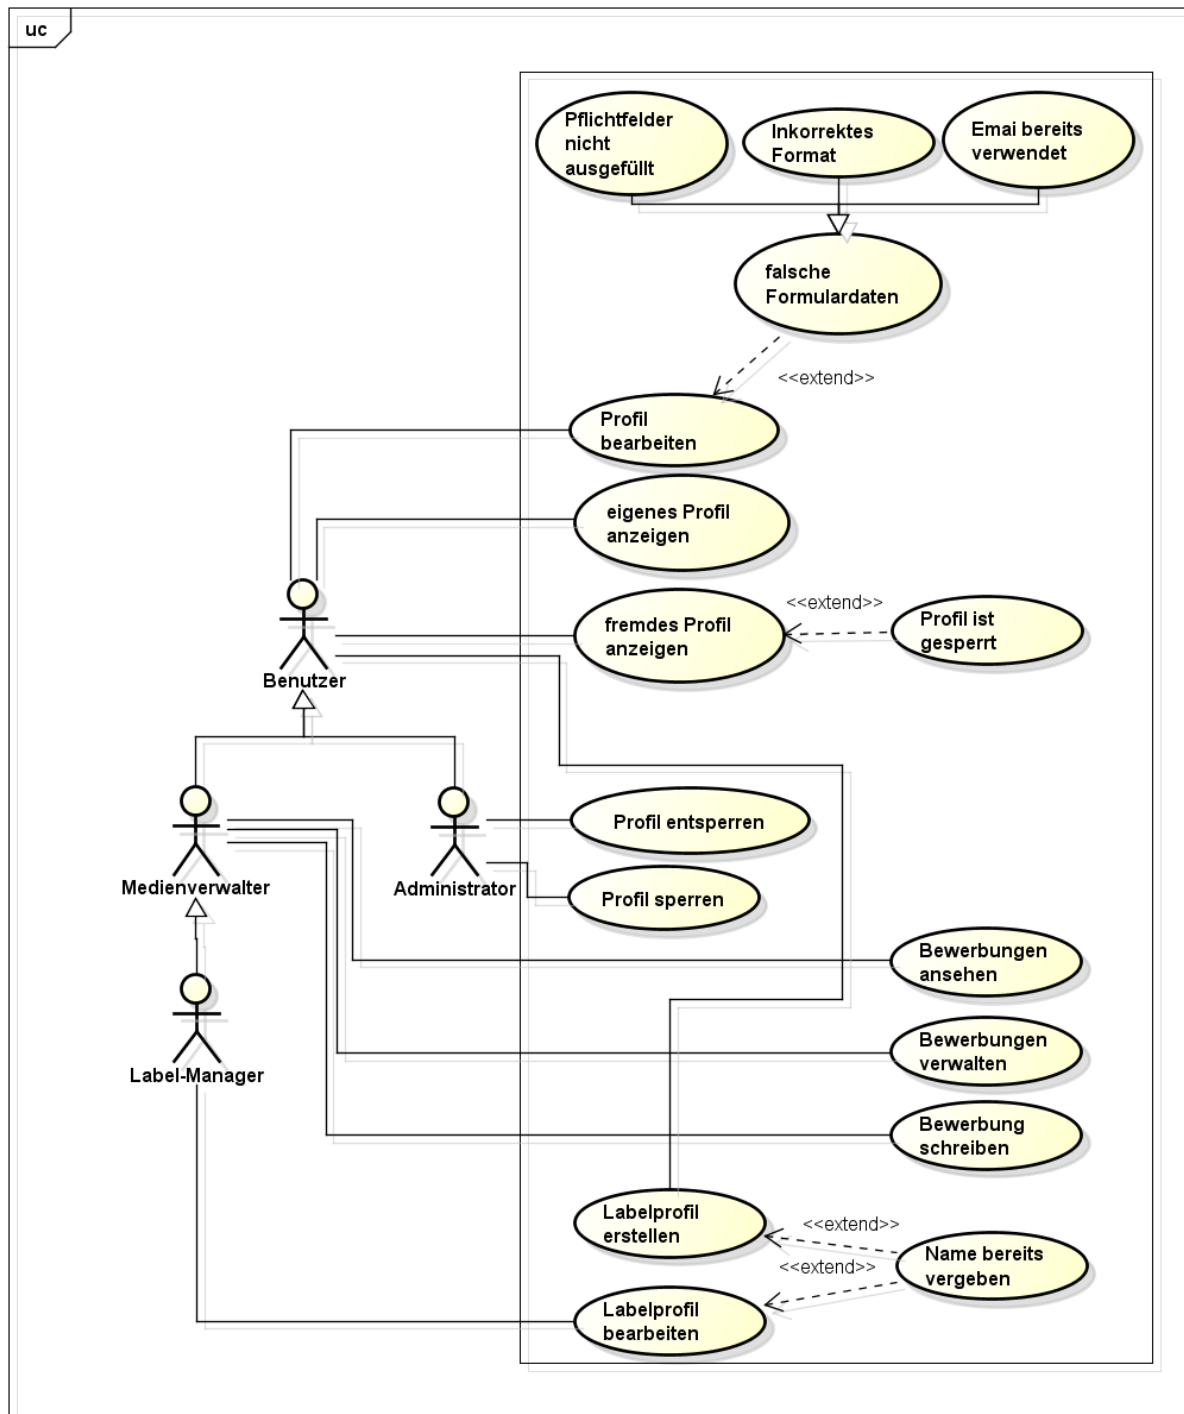 uc
Pflichtfelder
nicht
ausgefüllt
Inkorrektes
Format
Emai bereits
verwendet
falsche
Formulardaten
<<extend>>
Profil
bearbeiten
eigenes Profil
anzeigen
fremdes Profil
anzeigen
<<extend>>
Profil ist
gesperrt
Benutzer
Profil entsperren
Medienverwalter
Administrator
Profil sperren
Bewerbungen
ansehen
Label-Manager
Bewerbungen
verwalten
Bewerbung
schreiben
Labelprofil
erstellen
<<extend>>
<<extend>>
Name bereits
vergeben
Labelprofil
bearbeiten